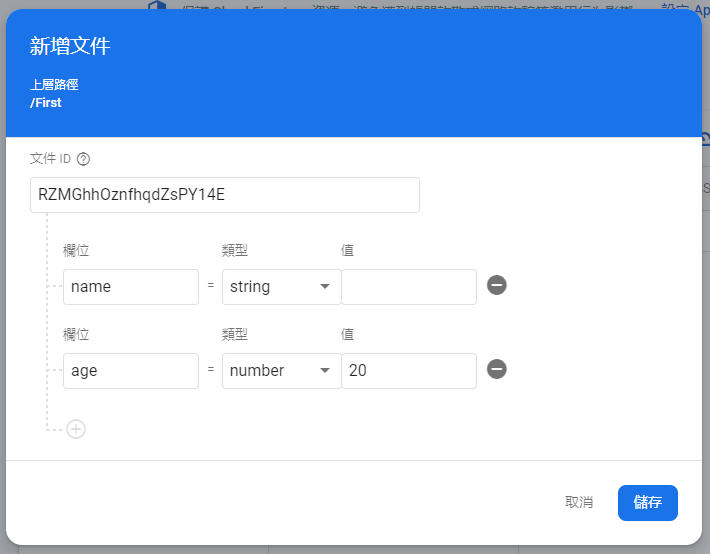 新增文件
上層路徑
/First
文件 ID
RZMGhhOznfhqdZsPY14E
欄位 類型 值
name = string
欄位 類型 值
age = number 20
取消 儲存